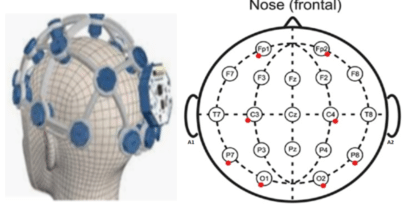 Nose (frontal)
Fp1 Fp2
F7 F3 Fz F2 F8
A1 T7 C3 Cz C4 T8 A2
P7 P3 Pz P4 P8
O1 O2